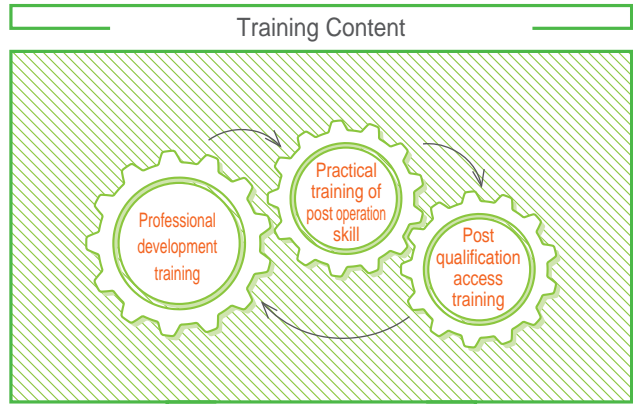 Training Content
Professional
development
training
Practical
training of
post operation
skill
Post
qualification
access
training